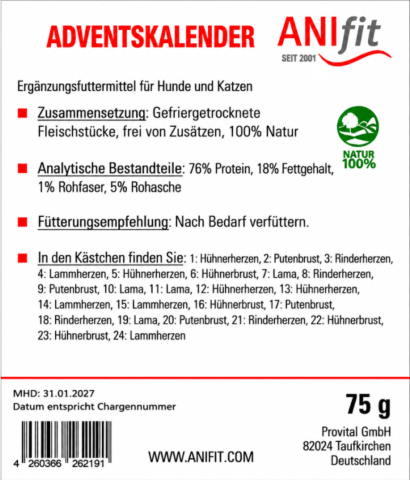 ADVENTSKALENDER
ANIfit
SEIT 2001
Ergänzungsfuttermittel für Hunde und Katzen
Zusammensetzung: Gefriergetrocknete
Fleischstücke, frei von Zusätzen, 100% Natur
NATUR
100%
Analytische Bestandteile: 76% Protein, 18% Fettgehalt,
1% Rohfaser, 5% Rohasche
Fütterungsempfehlung: Nach Bedarf verfüttern.
In den Kästchen finden Sie: 1: Hühnerherzen, 2: Putenbrust, 3: Rinderherzen,
4: Lammherzen, 5: Hühnerherzen, 6: Hühnerbrust, 7: Lama, 8: Rinderherzen,
9: Putenbrust, 10: Lama, 11: Lama, 12: Hühnerherzen, 13: Hühnerherzen,
14: Lammherzen, 15: Lammherzen, 16: Hühnerbrust, 17: Putenbrust,
18: Rinderherzen, 19: Lama, 20: Putenbrust, 21: Rinderherzen, 22: Hühnerbrust,
23: Hühnerbrust, 24: Lammherzen
MHD: 31.01.2027
Datum entspricht Chargennummer
75 g
Provital GmbH
82024 Taufkirchen
Deutschland
WWW.ANIFIT.COM
4 260366 262191